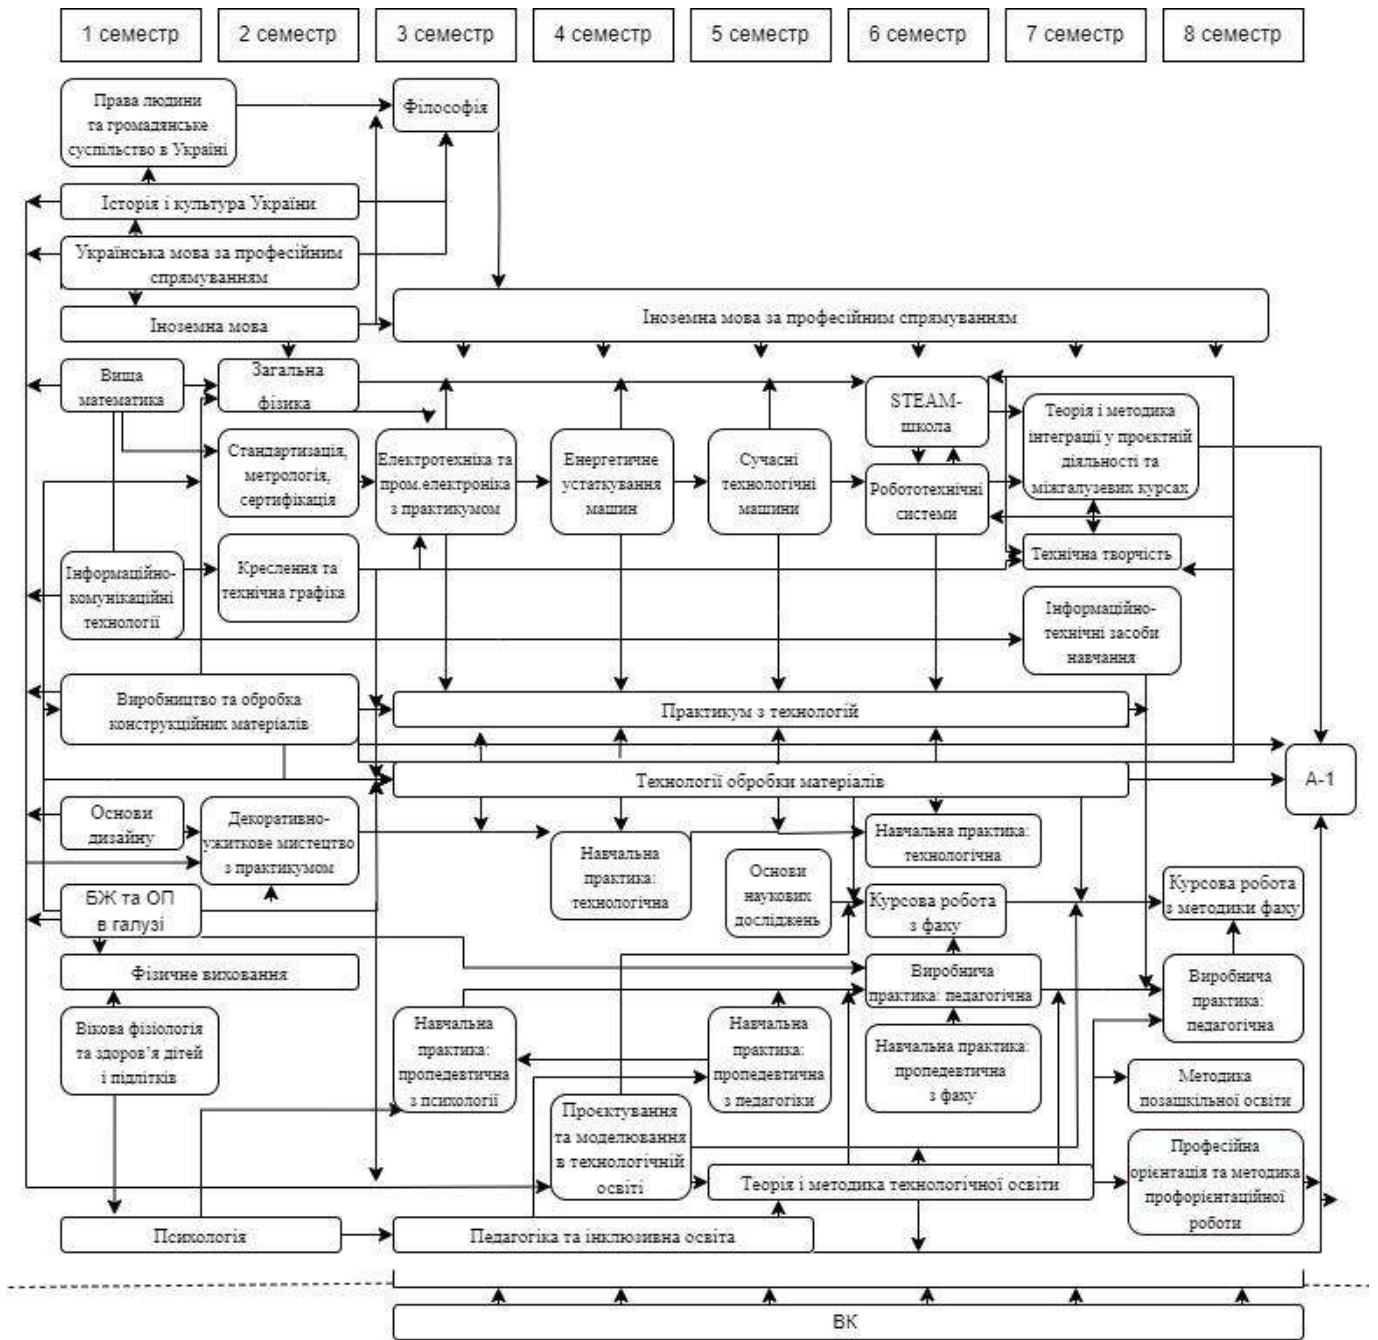 1 семестр
2 семестр
3 семестр
4 семестр
5 семестр
6 семестр
7 семестр
8 семестр
Права людини
та громадянське
суспільство в Україні
Філософія
Історія і культура України
Українська мова за професійним
спрямуванням
Іноземна мова
Іноземна мова за професійним спрямуванням
Вища
математика
Загальна
фізика
STEAM-
школа
Теорія і методика
інтеграції у проєктній
діяльності та
міжгалузевих курсах
Стандартизація,
метрологія,
сертифікація
Електротехніка та
пром.електроніка
з практикумом
Енергетичне
устаткування
машин
Сучасні
технологічні
машини
Робототехнічні
системи
Технічна творчість
Інформаційно-
комунікаційні
технології
Креслення та
технічна графіка
Інформаційно-
технічні засоби
навчання
Виробництво та обробка
конструкційних матеріалів
Практикум з технологій
Технології обробки матеріалів
А-1
Основи
дизайну
Декоративно-
ужиткове мистецтво
з практикумом
Навчальна
практика:
технологічна
Навчальна практика:
технологічна
Основи
наукових
досліджень
Курсова робота
з фаху
Курсова робота
з методики фаху
БЖ та ОП
в галузі
Фізичне виховання
Виробнича
практика: педагогічна
Виробнича
практика:
педагогічна
Вікова фізіологія
та здоров’я дітей
і підлітків
Навчальна
практика:
пропедевтична
з психології
Навчальна
практика:
пропедевтична
з педагогіки
Навчальна практика:
пропедевтична
з фаху
Методика
позашкільної освіти
Проєктування
та моделювання
в технологічній
освіті
Теорія і методика технологічної освіти
Професійна
орієнтація та методика
профорієнтаційної
роботи
Психологія
Педагогіка та інклюзивна освіта
ВК